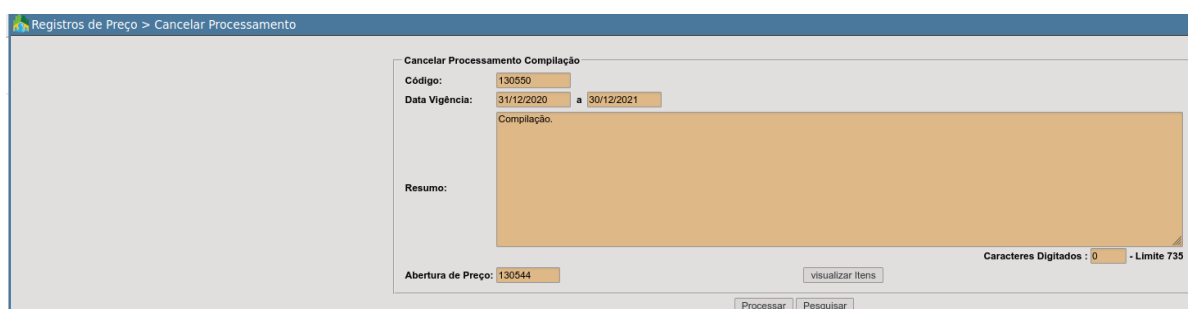 Registros de Preço > Cancelar Processamento
Cancelar Processamento Compilação
Código: 130550
Data Vigência: 31/12/2020 a 30/12/2021
Compilação.
Resumo:
Caracteres Digitados : 0 - Limite 735
Abertura de Preço: 130544 visualizar Itens
Processar Pesquisar